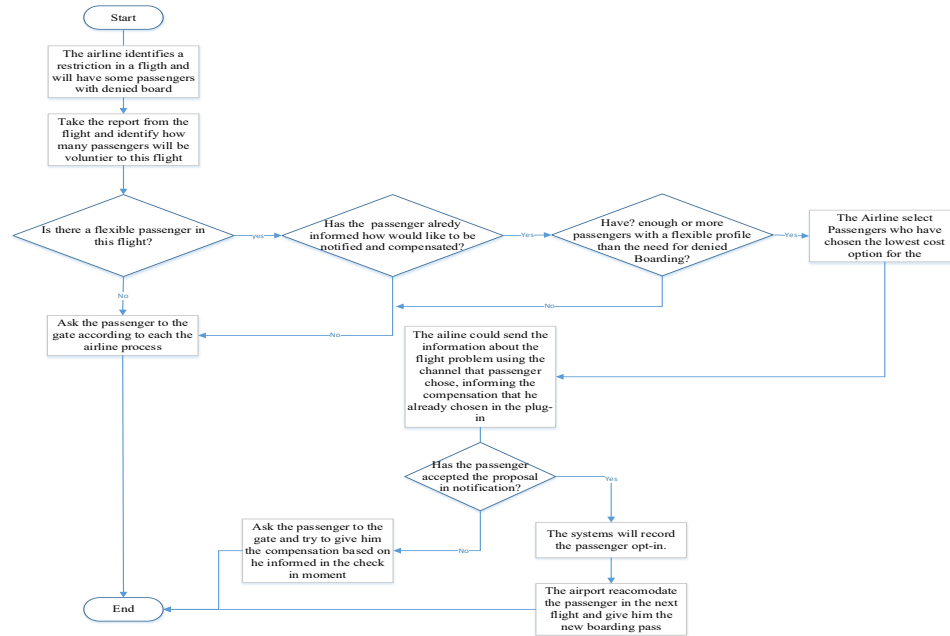 Start
The airline identifies a
restriction in a fligth and
will have some passengers
with denied board
Take the report from the
flight and identify how
many passengers will be
voluntier to this flight
Is there a flexible passenger in
this flight?
yes
Has the passenger alredy
informed how would like to be
notified and compensated?
Yes
Have? enough or more
passengers with a flexible profile
than the need for denied
Boarding?
Yes
The Airline select
Passengers who have
chosen the lowest cost
option for the
No
No
No
Ask the passenger to the
gate according to each the
airline process
The ailine could send the
information about the
flight problem using the
channel that passenger
chose, informing the
compensation that he
already chosen in the plug-
in
Has the passenger
accepted the proposal
in notification?
Yes
No
Ask the passenger to the
gate and try to give him
the compensation based on
he informed in the check
in moment
The systems will record
the passenger opt-in.
The airport reacomodate
the passenger in the next
flight and give him the
new boarding pass
End